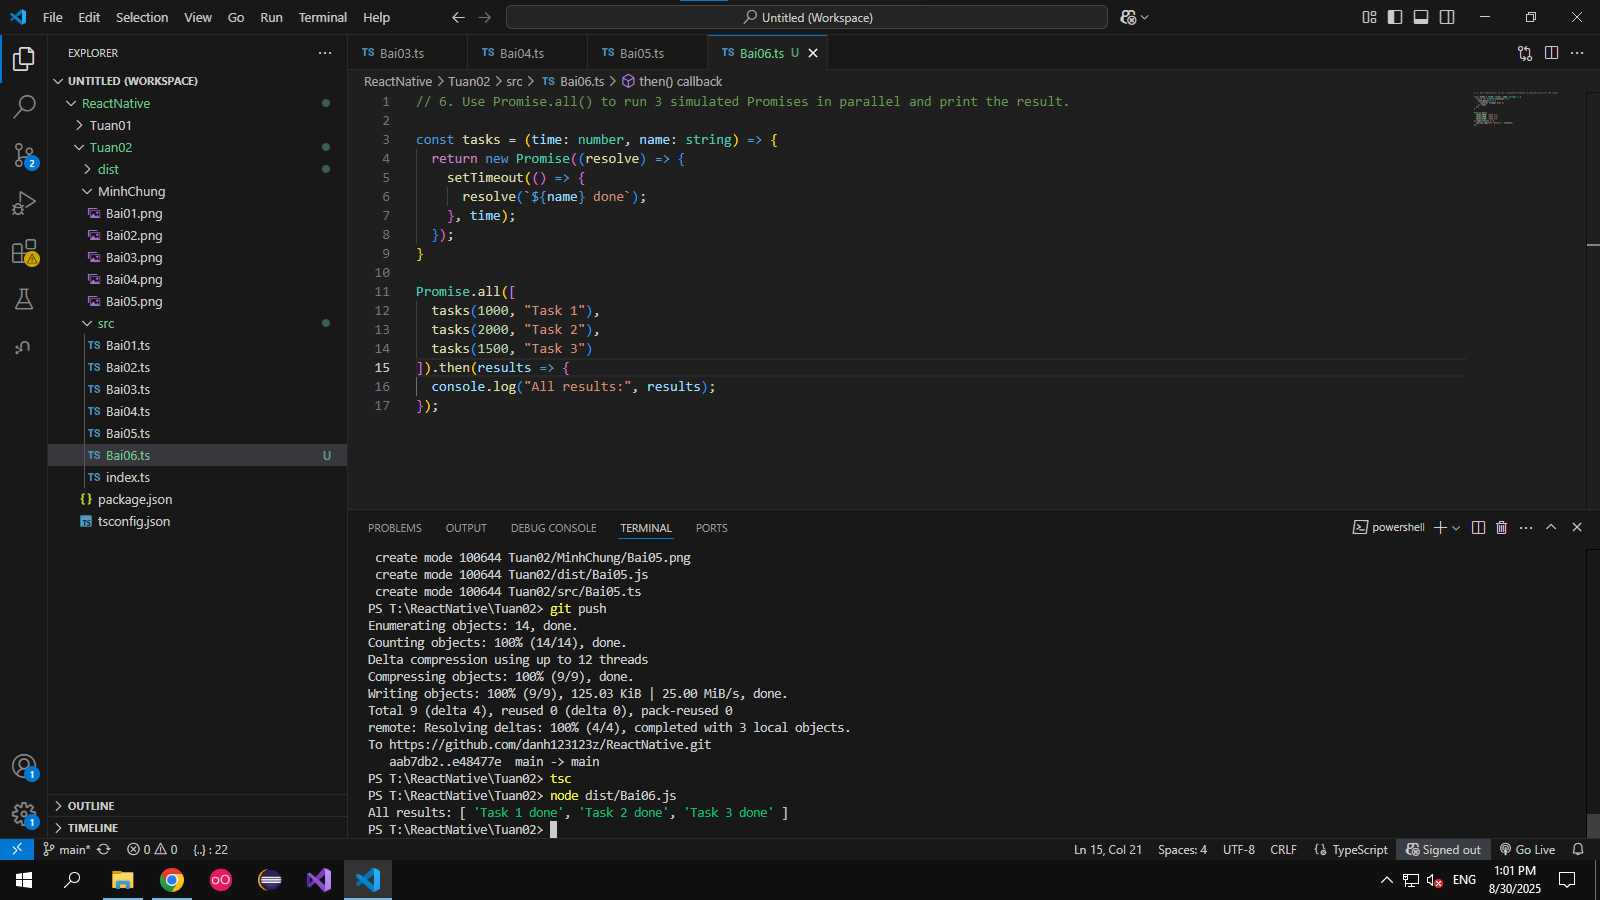 File Edit Selection View Go Run Terminal Help
Untitled (Workspace)
EXPLORER
UNTITLED (WORKSPACE)
ReactNative
Tuan01
Tuan02
dist
MinhChung
Bai01.png
Bai02.png
Bai03.png
Bai04.png
Bai05.png
src
TS Bai01.ts
TS Bai02.ts
TS Bai03.ts
TS Bai04.ts
TS Bai05.ts
TS Bai06.ts U
TS index.ts
{} package.json
TS tsconfig.json
OUTLINE
TIMELINE
2
1
1
TS Bai03.ts TS Bai04.ts TS Bai05.ts TS Bai06.ts U
ReactNative > Tuan02 > src > TS Bai06.ts > then() callback
1 // 6. Use Promise.all() to run 3 simulated Promises in parallel and print the result.
2
3 const tasks = (time: number, name: string) => {
4 return new Promise((resolve) => {
5 setTimeout(() => {
6 resolve(`${name} done`);
7 }, time);
8 });
9 }
10
11 Promise.all([
12 tasks(1000, "Task 1"),
13 tasks(2000, "Task 2"),
14 tasks(1500, "Task 3")
15 ]).then(results => {
16 console.log("All results:", results);
17 });
PROBLEMS OUTPUT DEBUG CONSOLE TERMINAL PORTS
powershell
create mode 100644 Tuan02/MinhChung/Bai05.png
create mode 100644 Tuan02/dist/Bai05.js
create mode 100644 Tuan02/src/Bai05.ts
PS T:\ReactNative\Tuan02> git push
Enumerating objects: 14, done.
Counting objects: 100% (14/14), done.
Delta compression using up to 12 threads
Compressing objects: 100% (9/9), done.
Writing objects: 100% (9/9), 125.03 KiB | 25.00 MiB/s, done.
Total 9 (delta 4), reused 0 (delta 0), pack-reused 0
remote: Resolving deltas: 100% (4/4), completed with 3 local objects.
To https://github.com/danh123123z/ReactNative.git
aab7db2..e48477e main -> main
PS T:\ReactNative\Tuan02> tsc
PS T:\ReactNative\Tuan02> node dist/Bai06.js
All results: [ 'Task 1 done', 'Task 2 done', 'Task 3 done' ]
PS T:\ReactNative\Tuan02>
main* 0 0 {..} : 22
Ln 15, Col 21 Spaces: 4 UTF-8 CRLF {} TypeScript Signed out Go Live
ENG
1:01 PM
8/30/2025